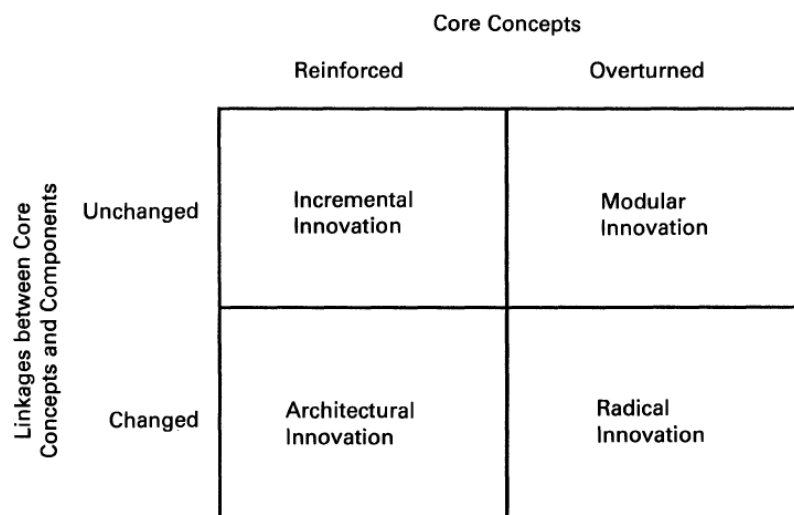 Core Concepts
Reinforced
Overturned
Linkages between Core
Concepts and Components
Unchanged
Incremental
Innovation
Modular
Innovation
Changed
Architectural
Innovation
Radical
Innovation